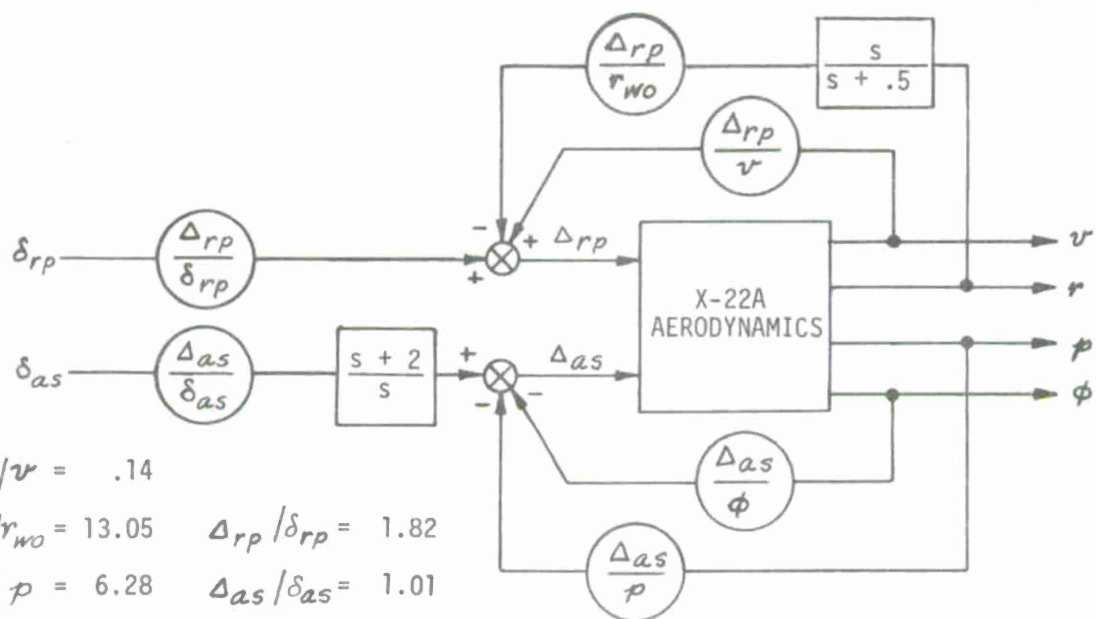 Δrp
rwo
s
s + .5
Δrp
v
δrp
Δrp
δrp
-
+
+
Δrp
X-22A
AERODYNAMICS
v
r
p
ϕ
δas
Δas
δas
s + 2
s
+
-
-
Δas
Δas
ϕ
Δas
p
/v = .14
/rwo = 13.05 Δrp/δrp = 1.82
p = 6.28 Δas/δas = 1.01